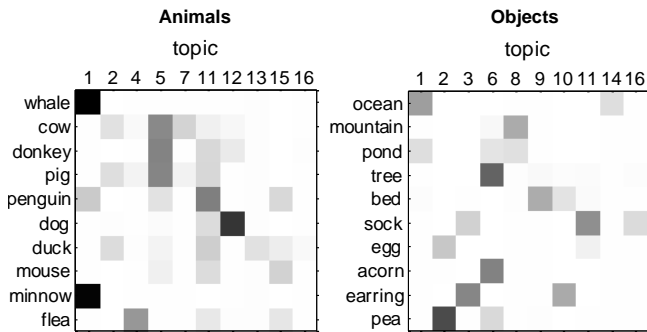 Animals
topic
1 2 4 5 7 11 12 13 15 16
whale
cow
donkey
pig
penguin
dog
duck
mouse
minnow
flea
Objects
topic
1 2 3 6 8 9 10 11 14 16
ocean
mountain
pond
tree
bed
sock
egg
acorn
earring
pea